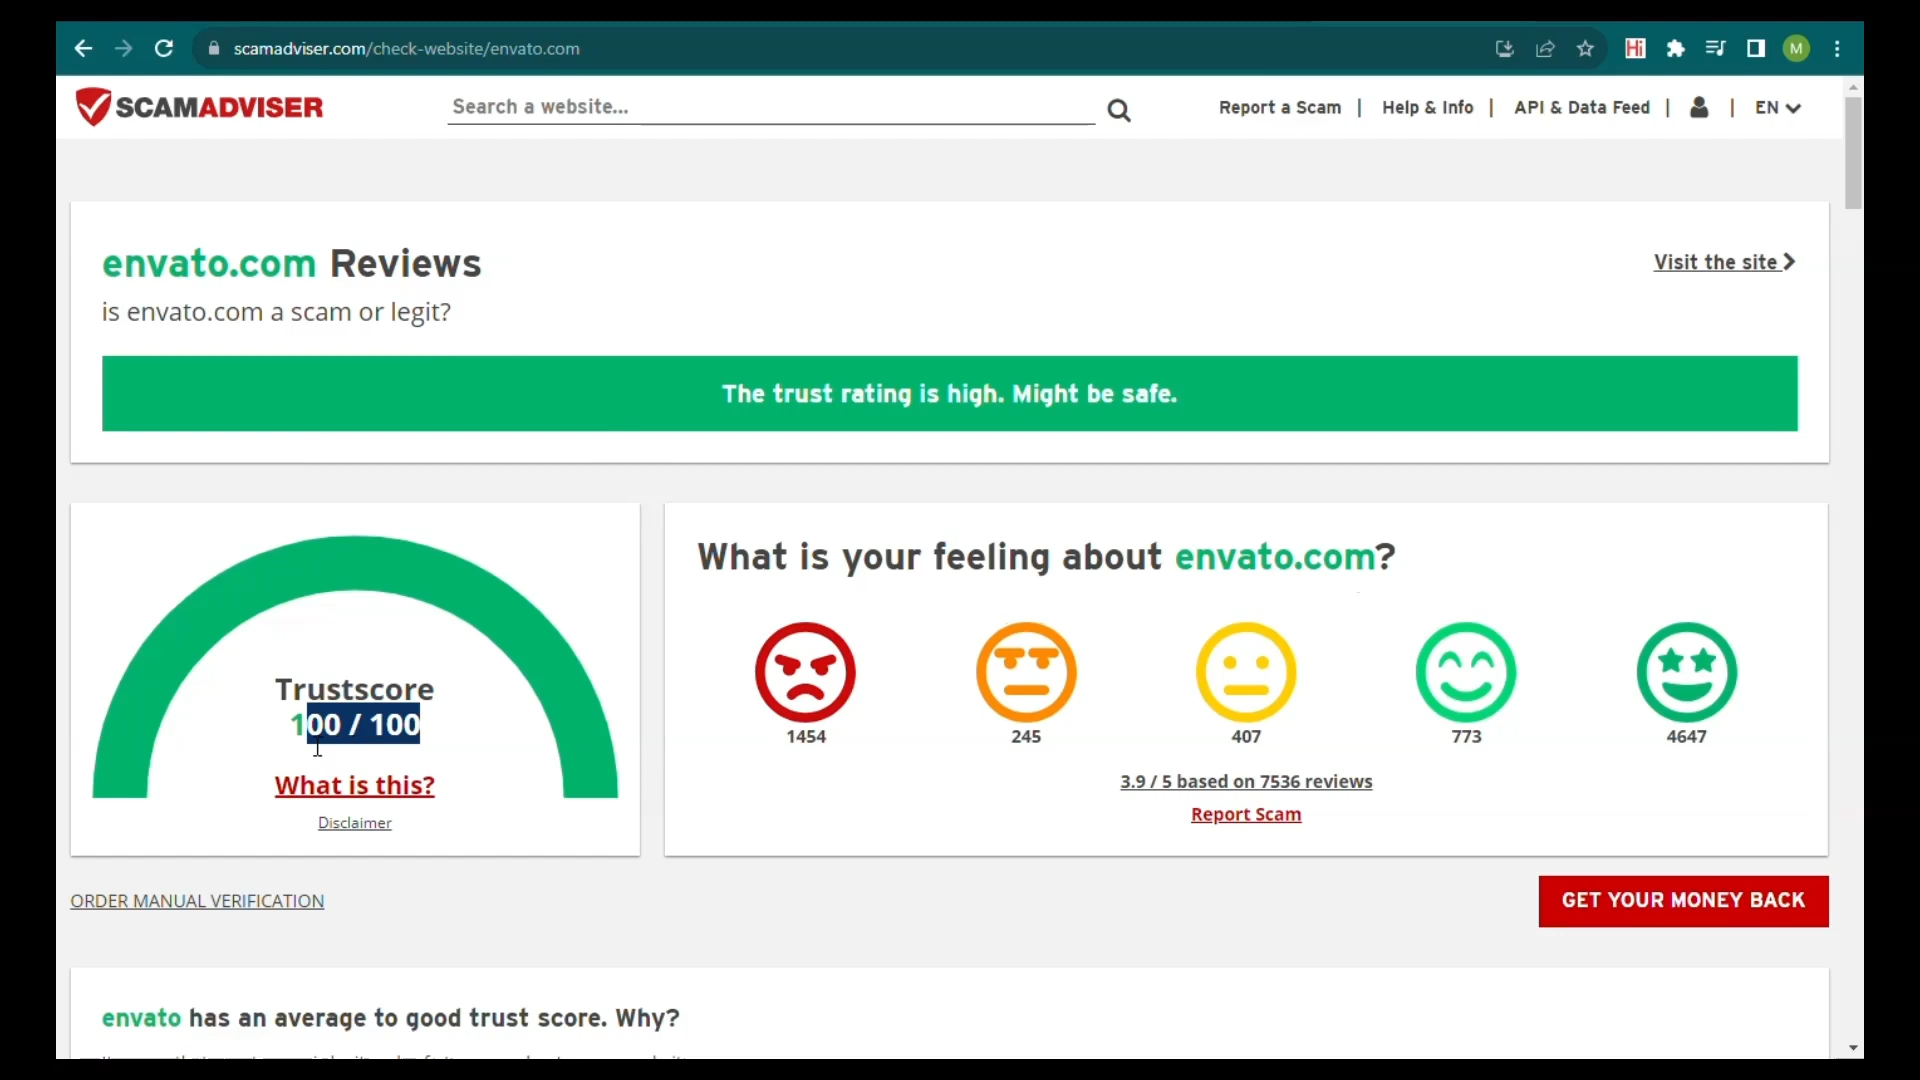 scamadviser.com/check-website/envato.com
Hi
M
SCAMADVISER
Search a website...
Report a Scam | Help & Info | API & Data Feed | | EN
envato.com Reviews
Visit the site
is envato.com a scam or legit?
The trust rating is high. Might be safe.
Trustscore
100 / 100
What is this?
Disclaimer
What is your feeling about envato.com?
1454 245 407 773 4647
3.9 / 5 based on 7536 reviews
Report Scam
ORDER MANUAL VERIFICATION
GET YOUR MONEY BACK
envato has an average to good trust score. Why?